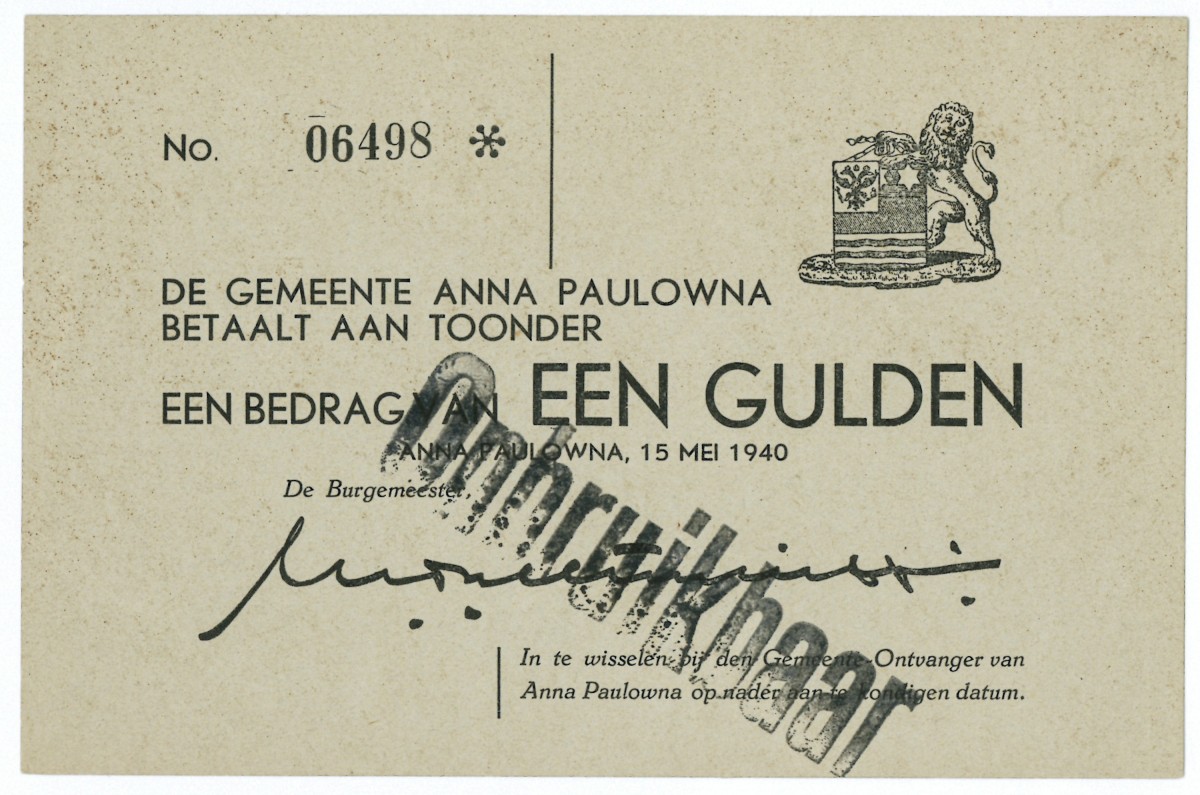 No. 06498 *
DE GEMEENTE ANNA PAULOWNA
BETAALT AAN TOONDER
EEN BEDRAG VAN EEN GULDEN
ANNA PAULOWNA, 15 MEI 1940
De Burgemeester,
Onbruikbaar
In te wisselen bij den Gemeente-Ontvanger van
Anna Paulowna op nader aan te kondigen datum.